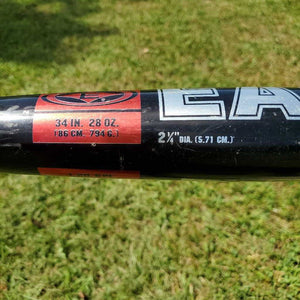 34 IN. 28 OZ.
(86 CM. 794 G.)
EA
2¼" DIA. (5.71 CM.)